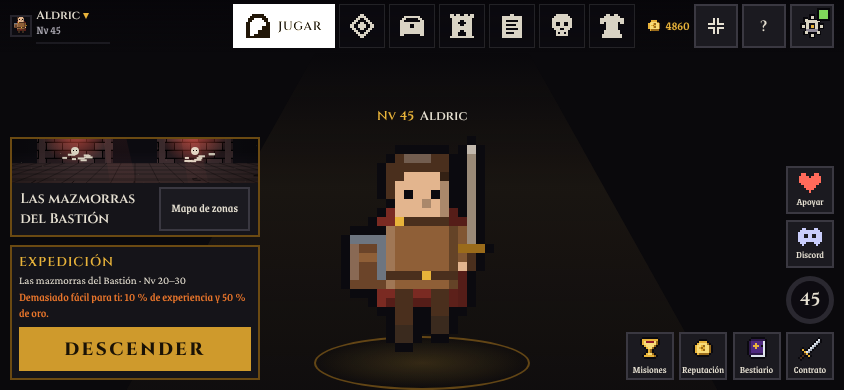 Aldric ▾
Nv 45
JUGAR
4860
?
Nv 45 Aldric
Las mazmorras
del Bastión
Mapa de zonas
EXPEDICIÓN
Las mazmorras del Bastión · Nv 20–30
Demasiado fácil para ti: 10 % de experiencia y 50 %
de oro.
DESCENDER
Apoyar
Discord
45
Misiones
Reputación
Bestiario
Contrato